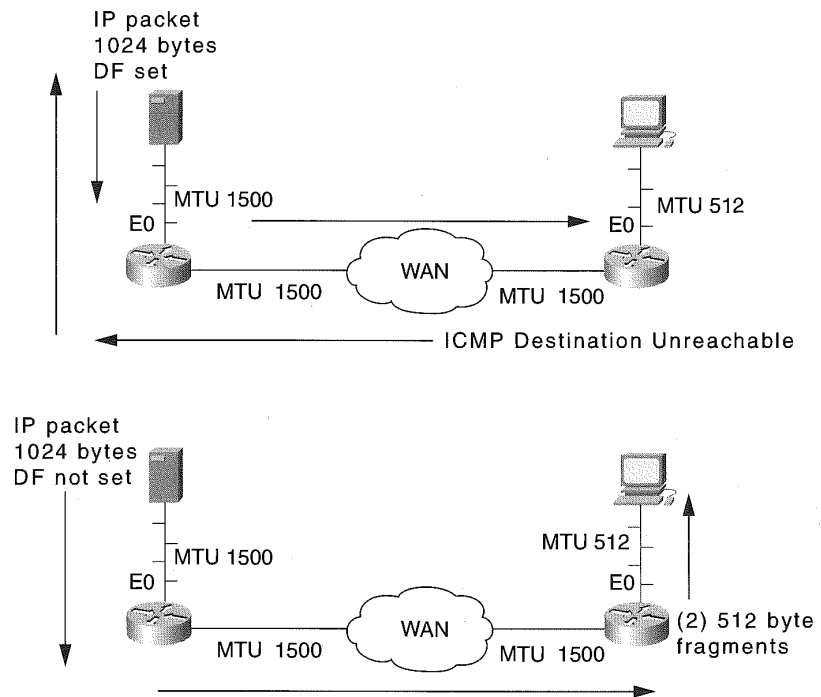 IP packet
1024 bytes
DF set
MTU 1500
E0
MTU 512
E0
WAN
MTU 1500
MTU 1500
ICMP Destination Unreachable
IP packet
1024 bytes
DF not set
MTU 1500
E0
MTU 512
E0
WAN
(2) 512 byte
fragments
MTU 1500
MTU 1500